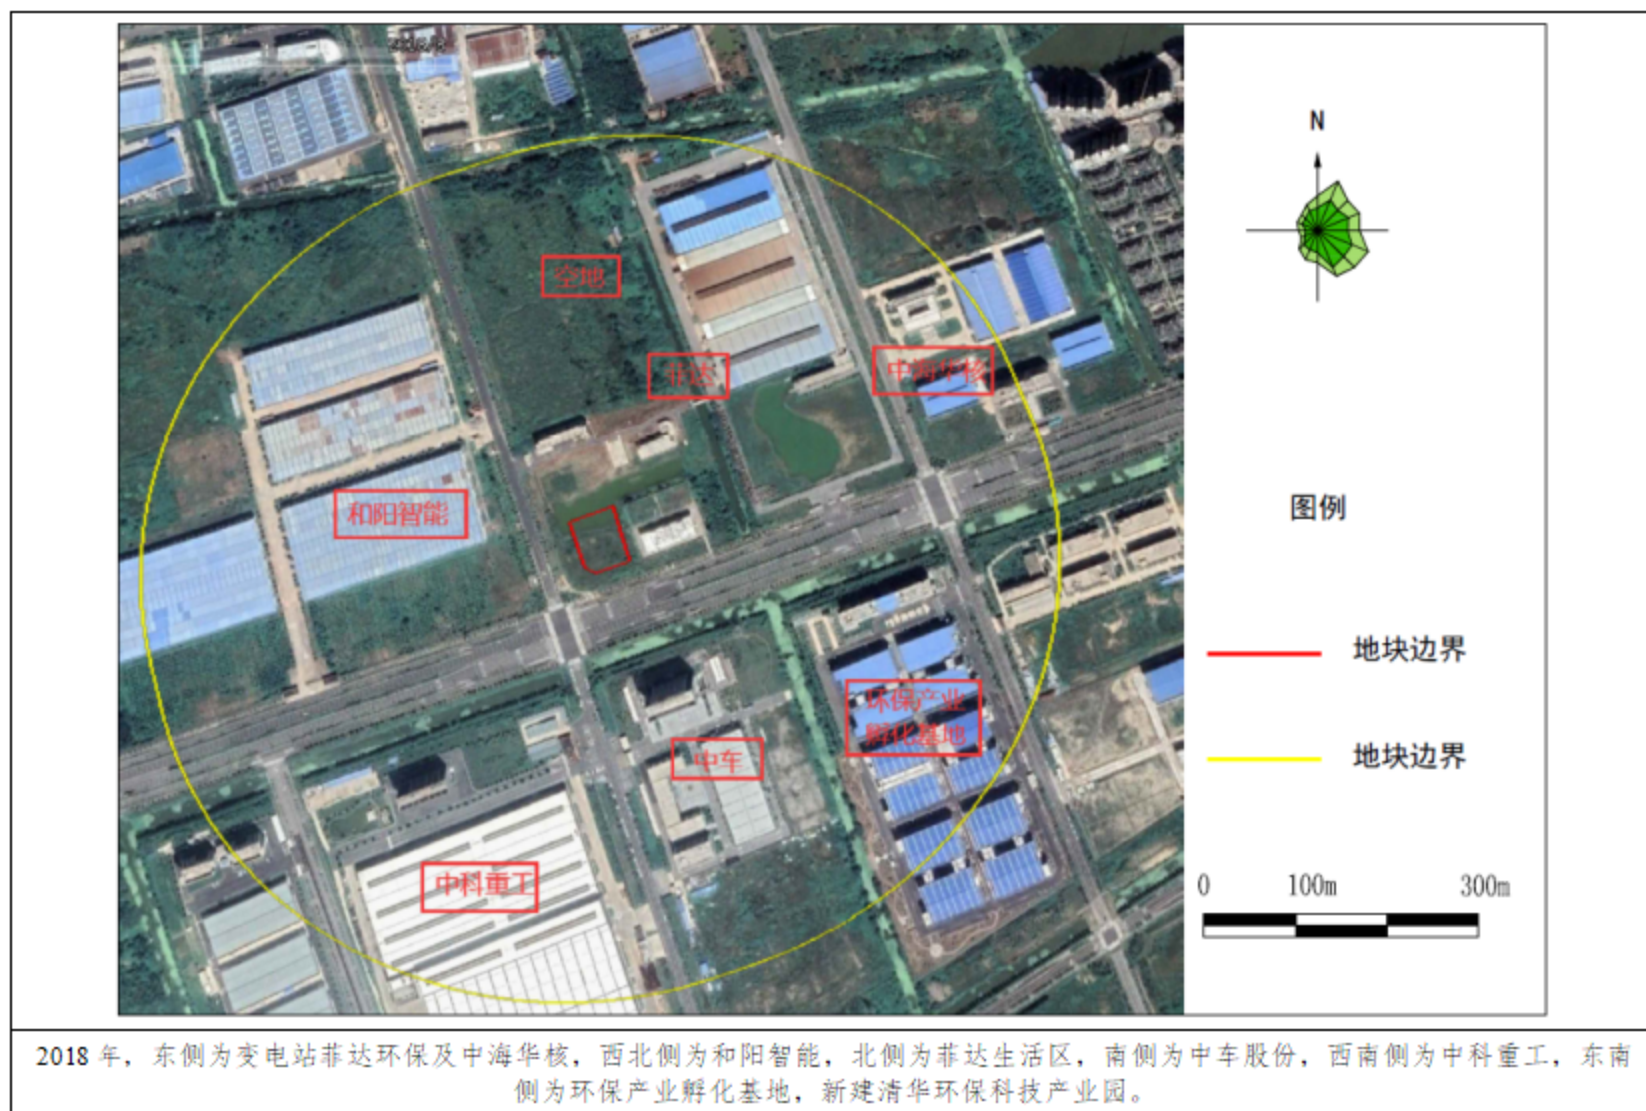 2018/8
N
空地
菲达
中海华核
和阳智能
图例
地块边界
环保产业
孵化基地
中车
地块边界
中科重工
0 100m 300m
2018 年，东侧为变电站菲达环保及中海华核，西北侧为和阳智能，北侧为菲达生活区，南侧为中车股份，西南侧为中科重工，东南
侧为环保产业孵化基地，新建清华环保科技产业园。